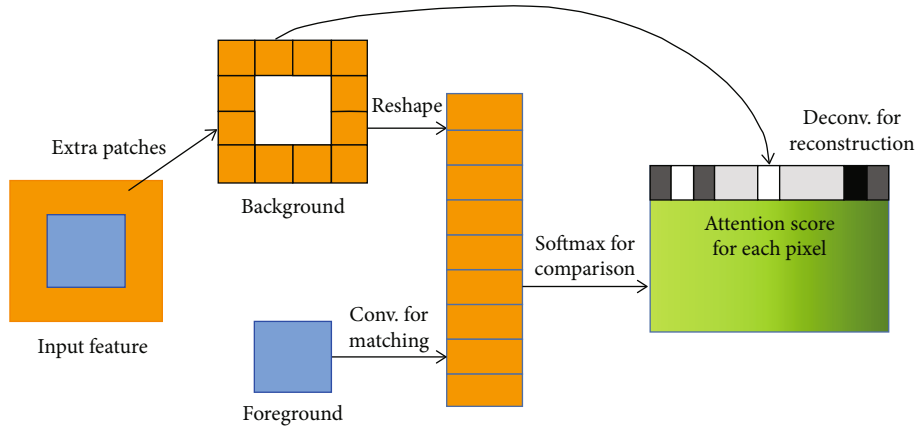 Extra patches
Input feature
Background
Reshape
Foreground
Conv. for
matching
Softmax for
comparison
Deconv. for
reconstruction
Attention score
for each pixel